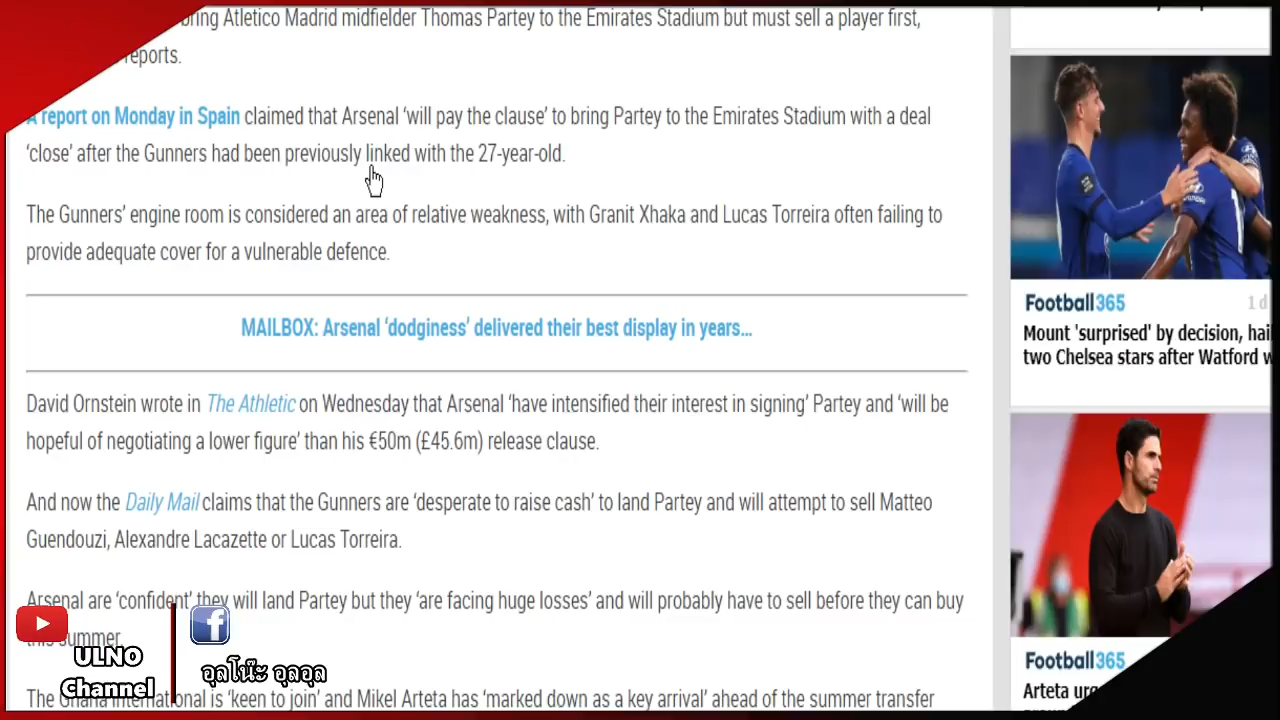 bring Atletico Madrid midfielder Thomas Partey to the Emirates Stadium but must sell a player first,
reports.
A report on Monday in Spain claimed that Arsenal ‘will pay the clause’ to bring Partey to the Emirates Stadium with a deal
‘close’ after the Gunners had been previously linked with the 27-year-old.
The Gunners’ engine room is considered an area of relative weakness, with Granit Xhaka and Lucas Torreira often failing to
provide adequate cover for a vulnerable defence.
MAILBOX: Arsenal ‘dodginess’ delivered their best display in years…
David Ornstein wrote in The Athletic on Wednesday that Arsenal ‘have intensified their interest in signing’ Partey and ‘will be
hopeful of negotiating a lower figure’ than his €50m (£45.6m) release clause.
And now the Daily Mail claims that the Gunners are ‘desperate to raise cash’ to land Partey and will attempt to sell Matteo
Guendouzi, Alexandre Lacazette or Lucas Torreira.
Arsenal are ‘confident’ they will land Partey but they ‘are facing huge losses’ and will probably have to sell before they can buy
this summer.
The Ghana international is ‘keen to join’ and Mikel Arteta has ‘marked down as a key arrival’ ahead of the summer transfer
Football365
1 d
Mount 'surprised' by decision, hai
two Chelsea stars after Watford w
Football365
Arteta urg
ULNO
Channel
อุลโน๊ะ อุลอุล